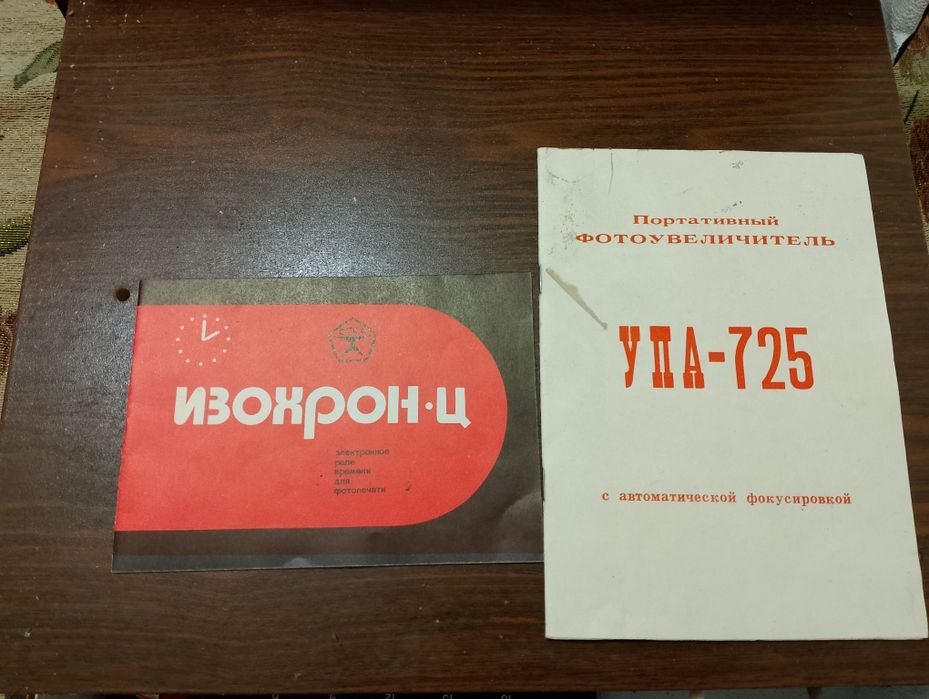 ИЗОХРОН·Ц
электронное
реле
времени
для
фотопечати
Портативный
ФОТОУВЕЛИЧИТЕЛЬ
УПА-725
с автоматической фокусировкой